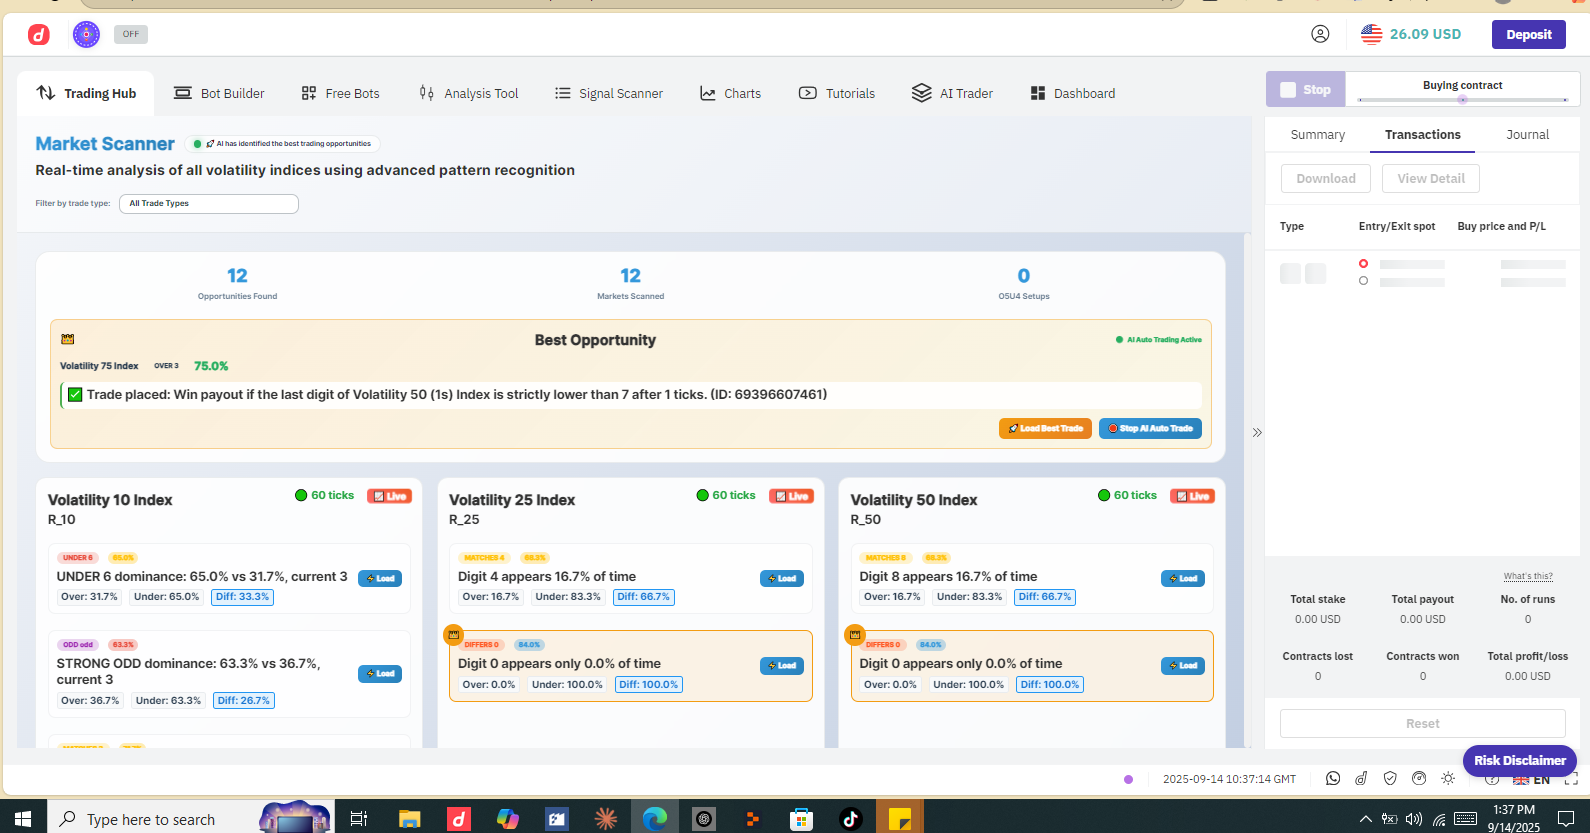 OFF
26.09 USD
Deposit
Trading Hub
Bot Builder
Free Bots
Analysis Tool
Signal Scanner
Charts
Tutorials
AI Trader
Dashboard
Stop
Buying contract
Market Scanner
AI has identified the best trading opportunities
Real-time analysis of all volatility indices using advanced pattern recognition
Filter by trade type:
All Trade Types
Summary
Transactions
Journal
Download
View Detail
Type
Entry/Exit spot
Buy price and P/L
12
Opportunities Found
12
Markets Scanned
0
O5U4 Setups
Best Opportunity
AI Auto Trading Active
Volatility 75 Index
OVER 3
75.0%
Trade placed: Win payout if the last digit of Volatility 50 (1s) Index is strictly lower than 7 after 1 ticks. (ID: 69396607461)
Load Best Trade
Stop AI Auto Trade
Volatility 10 Index
60 ticks
Live
R_10
UNDER 6
65.0%
UNDER 6 dominance: 65.0% vs 31.7%, current 3
Load
Over: 31.7%
Under: 65.0%
Diff: 33.3%
ODD odd
63.3%
STRONG ODD dominance: 63.3% vs 36.7%,
current 3
Load
Over: 36.7%
Under: 63.3%
Diff: 26.7%
Volatility 25 Index
60 ticks
Live
R_25
MATCHES 4
68.3%
Digit 4 appears 16.7% of time
Load
Over: 16.7%
Under: 83.3%
Diff: 66.7%
DIFFERS 0
84.0%
Digit 0 appears only 0.0% of time
Load
Over: 0.0%
Under: 100.0%
Diff: 100.0%
Volatility 50 Index
60 ticks
Live
R_50
MATCHES 8
68.3%
Digit 8 appears 16.7% of time
Load
Over: 16.7%
Under: 83.3%
Diff: 66.7%
DIFFERS 0
84.0%
Digit 0 appears only 0.0% of time
Load
Over: 0.0%
Under: 100.0%
Diff: 100.0%
What's this?
Total stake
Total payout
No. of runs
0.00 USD
0.00 USD
0
Contracts lost
Contracts won
Total profit/loss
0
0
0.00 USD
Reset
Risk Disclaimer
2025-09-14 10:37:14 GMT
EN
Type here to search
1:37 PM
9/14/2025